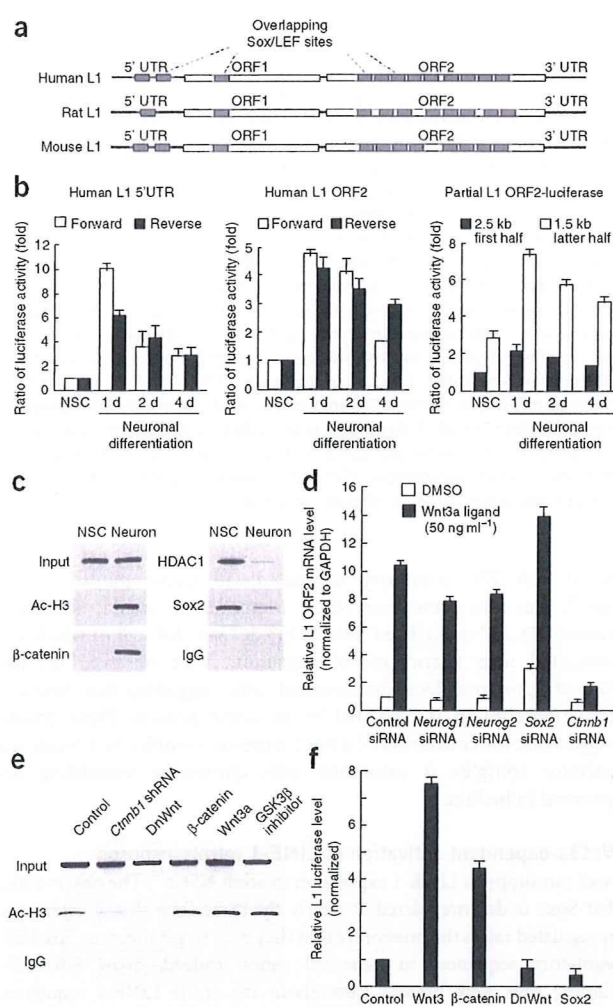 a
Overlapping
Sox/LEF sites
5′ UTR ORF1 ORF2 3′ UTR
Human L1
5′ UTR ORF1 ORF2 3′ UTR
Rat L1
5′ UTR ORF1 ORF2 3′ UTR
Mouse L1
b
Human L1 5′UTR
Forward Reverse
Ratio of luciferase activity (fold)
12
10
8
6
4
2
0
NSC 1 d 2 d 4 d
Neuronal
differentiation
Human L1 ORF2
Forward Reverse
Ratio of luciferase activity (fold)
5
4
3
2
1
0
NSC 1 d 2 d 4 d
Neuronal
differentiation
Partial L1 ORF2-luciferase
2.5 kb
first half
1.5 kb
latter half
Ratio of luciferase activity (fold)
8
6
4
2
0
NSC 1 d 2 d 4 d
Neuronal
differentiation
c
NSC Neuron
Input
Ac-H3
β-catenin
NSC Neuron
HDAC1
Sox2
IgG
d
DMSO
Wnt3a ligand
(50 ng ml⁻¹)
Relative L1 ORF2 mRNA level
(normalized to GAPDH)
16
14
12
10
8
6
4
2
0
Control
siRNA
Neurog1
siRNA
Neurog2
siRNA
Sox2
siRNA
Ctnnb1
siRNA
e
Control
Ctnnb1 shRNA
DnWnt
β-catenin
Wnt3a
GSK3β
inhibitor
Input
Ac-H3
IgG
f
Relative L1 luciferase level
(normalized)
8
6
4
2
0
Control Wnt3 β-catenin DnWnt Sox2